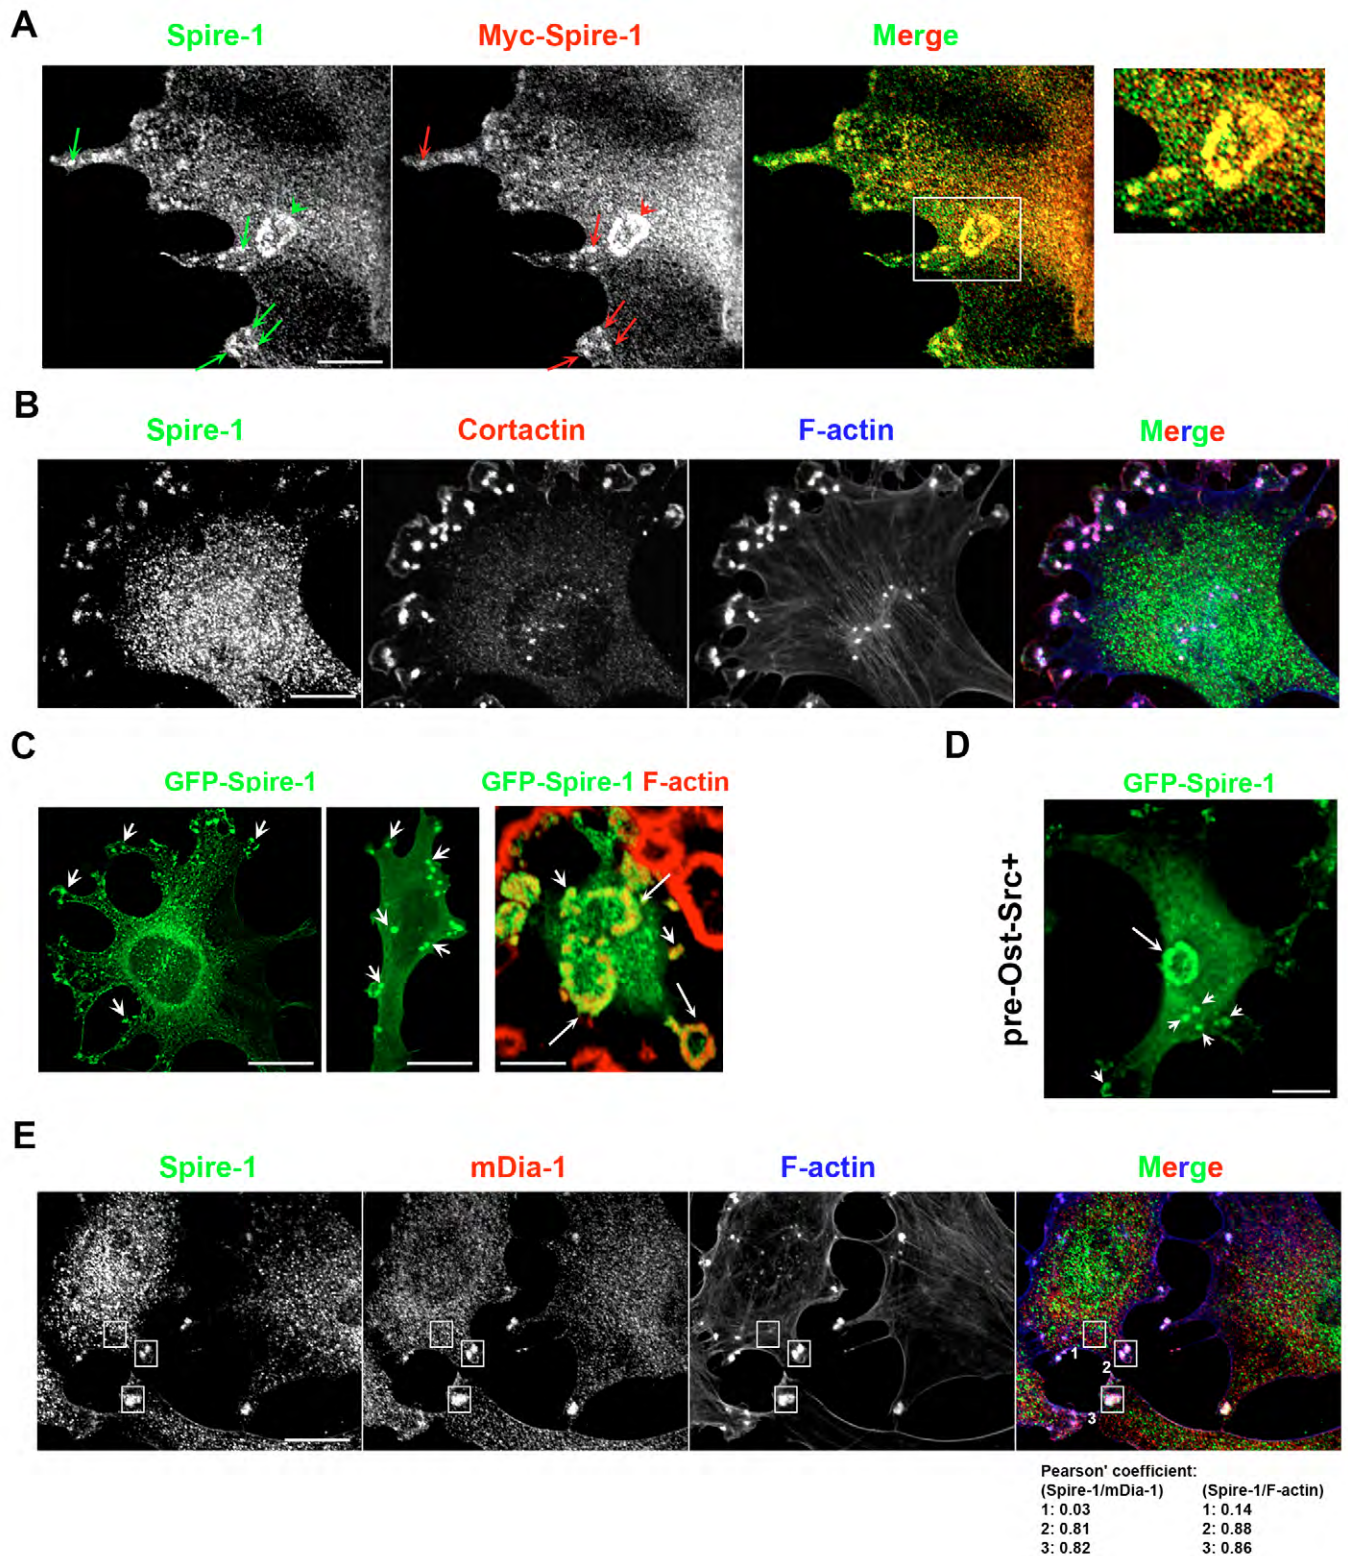 A
Spire-1 Myc-Spire-1 Merge
B
Spire-1 Cortactin F-actin Merge
C D
GFP-Spire-1 GFP-Spire-1 F-actin GFP-Spire-1
pre-Ost-Src+
E
Spire-1 mDia-1 F-actin Merge
1
2
3
Pearson' coefficient:
(Spire-1/mDia-1) (Spire-1/F-actin)
1: 0.03 1: 0.14
2: 0.81 2: 0.88
3: 0.82 3: 0.86